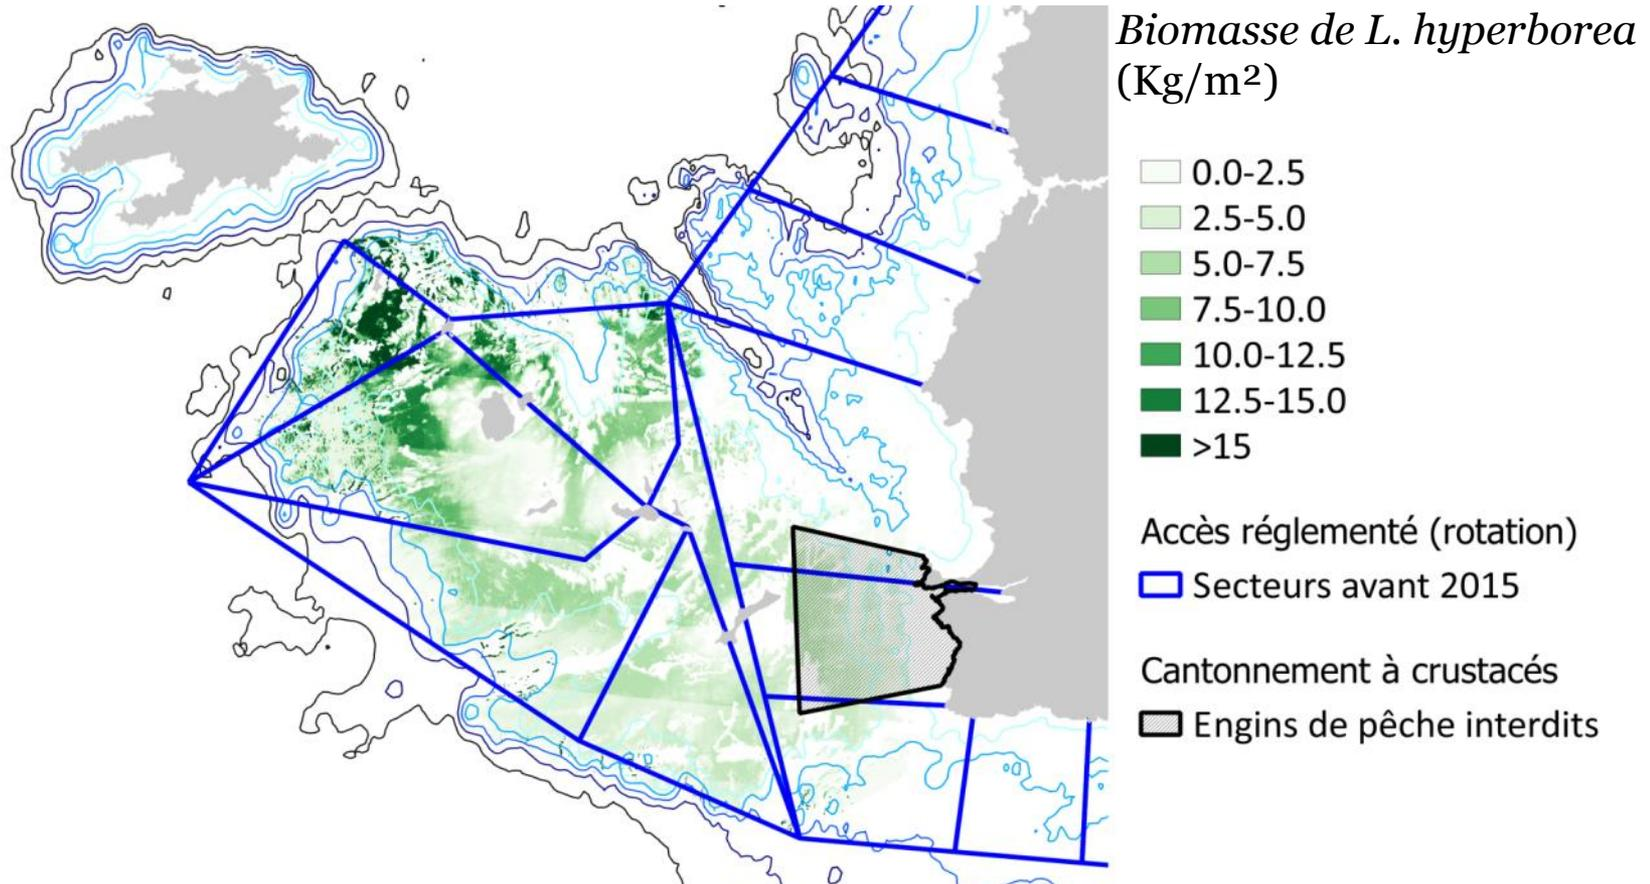 Biomasse de L. hyperborea
(Kg/m²)
0.0-2.5
2.5-5.0
5.0-7.5
7.5-10.0
10.0-12.5
12.5-15.0
>15
Accès réglementé (rotation)
Secteurs avant 2015
Cantonnement à crustacés
Engins de pêche interdits